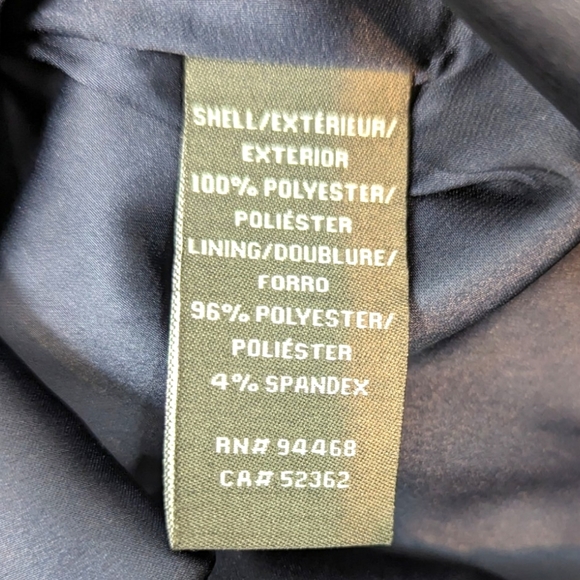 SHELL/EXTÉRIEUR/
EXTERIOR
100% POLYESTER/
POLIÉSTER
LINING/DOUBLURE/
FORRO
96% POLYESTER/
POLIÉSTER
4% SPANDEX
RN# 94468
CA# 52362